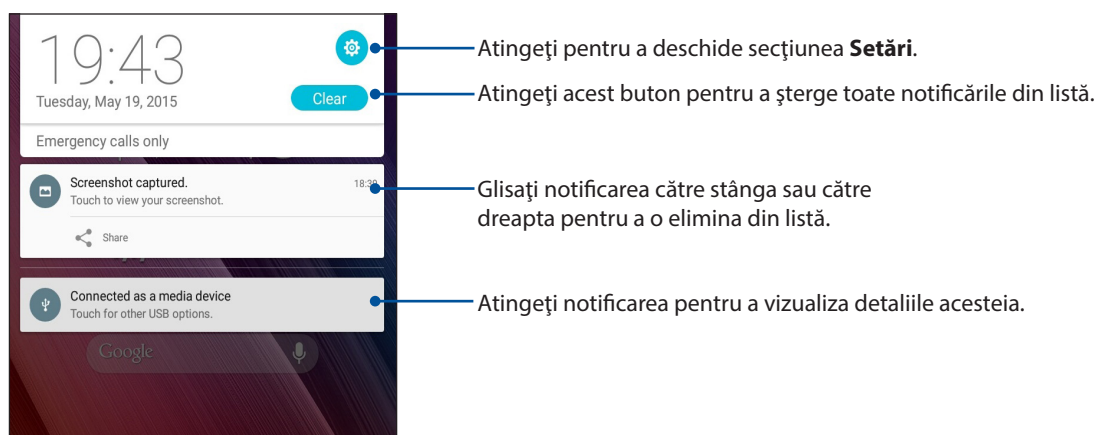 19:43
Tuesday, May 19, 2015
Clear
Emergency calls only
Screenshot captured.
Touch to view your screenshot.
Share
Connected as a media device
Touch for other USB options.
Google
Atingeţi pentru a deschide secţiunea Setări.
Atingeţi acest buton pentru a şterge toate notificările din listă.
Glisaţi notificarea către stânga sau către
dreapta pentru a o elimina din listă.
Atingeţi notificarea pentru a vizualiza detaliile acesteia.